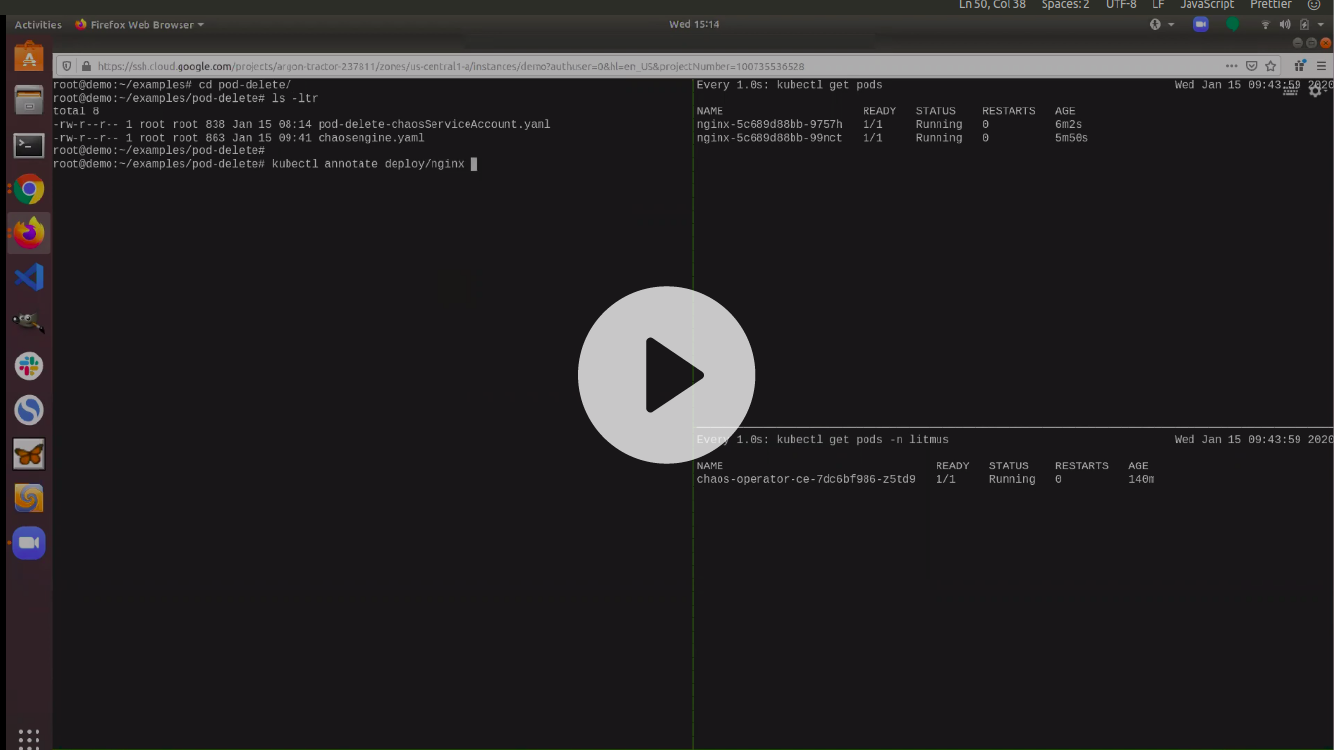 Ln 50, Col 38 Spaces: 2 UTF-8 LF JavaScript Prettier
Activities Firefox Web Browser Wed 15:14
https://ssh.cloud.google.com/projects/argon-tractor-237811/zones/us-central1-a/instances/demo?authuser=0&hl=en_US&projectNumber=100735536528
root@demo:~/examples# cd pod-delete/
root@demo:~/examples/pod-delete# ls -ltr
total 8
-rw-r--r-- 1 root root 838 Jan 15 08:14 pod-delete-chaosServiceAccount.yaml
-rw-r--r-- 1 root root 863 Jan 15 09:41 chaosengine.yaml
root@demo:~/examples/pod-delete#
root@demo:~/examples/pod-delete# kubectl annotate deploy/nginx
Every 1.0s: kubectl get pods Wed Jan 15 09:43:59 2020
NAME READY STATUS RESTARTS AGE
nginx-5c689d88bb-9757h 1/1 Running 0 6m2s
nginx-5c689d88bb-99nct 1/1 Running 0 5m50s
Every 1.0s: kubectl get pods -n litmus Wed Jan 15 09:43:59 2020
NAME READY STATUS RESTARTS AGE
chaos-operator-ce-7dc6bf986-z5td9 1/1 Running 0 140m